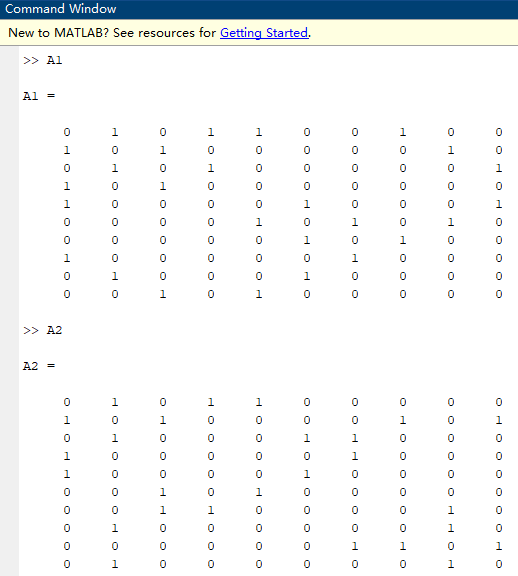 Command Window
New to MATLAB? See resources for Getting Started.
>> A1
A1 =
0 1 0 1 1 0 0 1 0 0
1 0 1 0 0 0 0 0 1 0
0 1 0 1 0 0 0 0 0 1
1 0 1 0 0 0 0 0 0 0
1 0 0 0 0 1 0 0 0 1
0 0 0 0 1 0 1 0 1 0
0 0 0 0 0 1 0 1 0 0
1 0 0 0 0 0 1 0 0 0
0 1 0 0 0 1 0 0 0 0
0 0 1 0 1 0 0 0 0 0
>> A2
A2 =
0 1 0 1 1 0 0 0 0 0
1 0 1 0 0 0 0 1 0 1
0 1 0 0 0 1 1 0 0 0
1 0 0 0 0 0 1 0 0 0
1 0 0 0 0 1 0 0 0 0
0 0 1 0 1 0 0 0 0 0
0 0 1 1 0 0 0 0 1 0
0 1 0 0 0 0 0 0 1 0
0 0 0 0 0 0 1 1 0 1
0 1 0 0 0 0 0 0 1 0